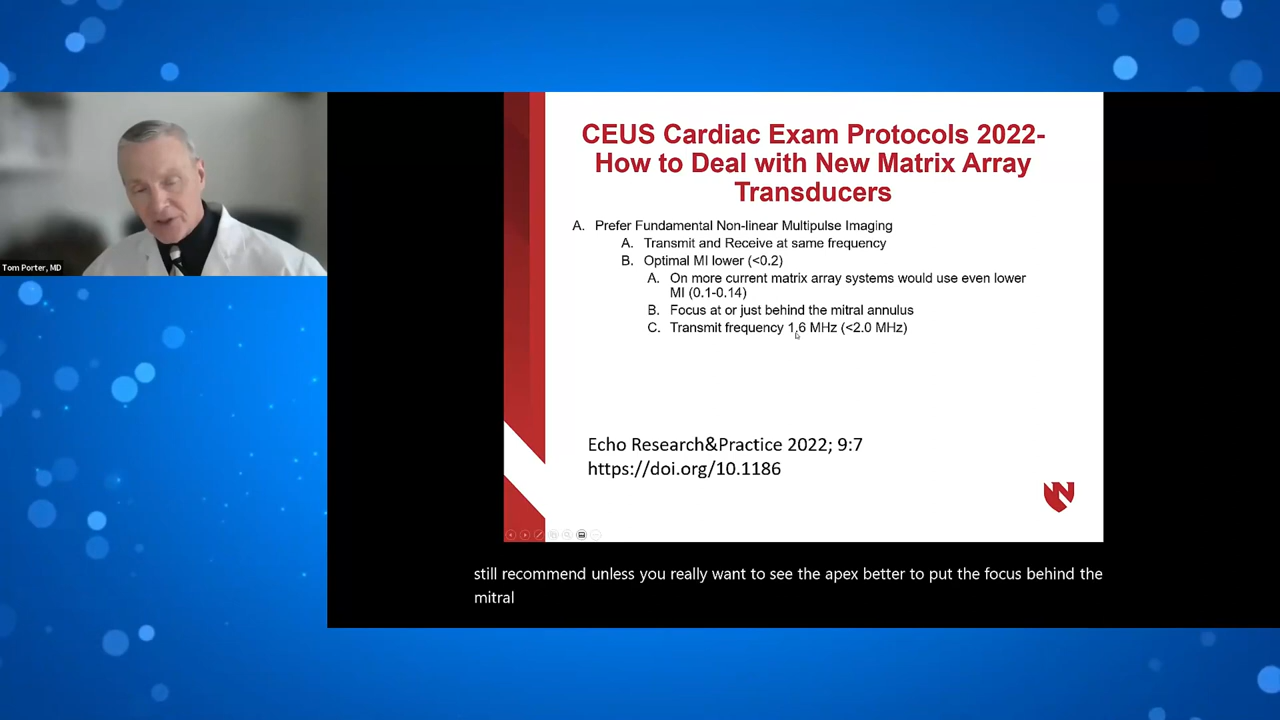 Tom Porter, MD
CEUS Cardiac Exam Protocols 2022-
How to Deal with New Matrix Array
Transducers
A. Prefer Fundamental Non-linear Multipulse Imaging
A. Transmit and Receive at same frequency
B. Optimal MI lower (<0.2)
A. On more current matrix array systems would use even lower
MI (0.1-0.14)
B. Focus at or just behind the mitral annulus
C. Transmit frequency 1.6 MHz (<2.0 MHz)
Echo Research&Practice 2022; 9:7
https://doi.org/10.1186
N
still recommend unless you really want to see the apex better to put the focus behind the
mitral